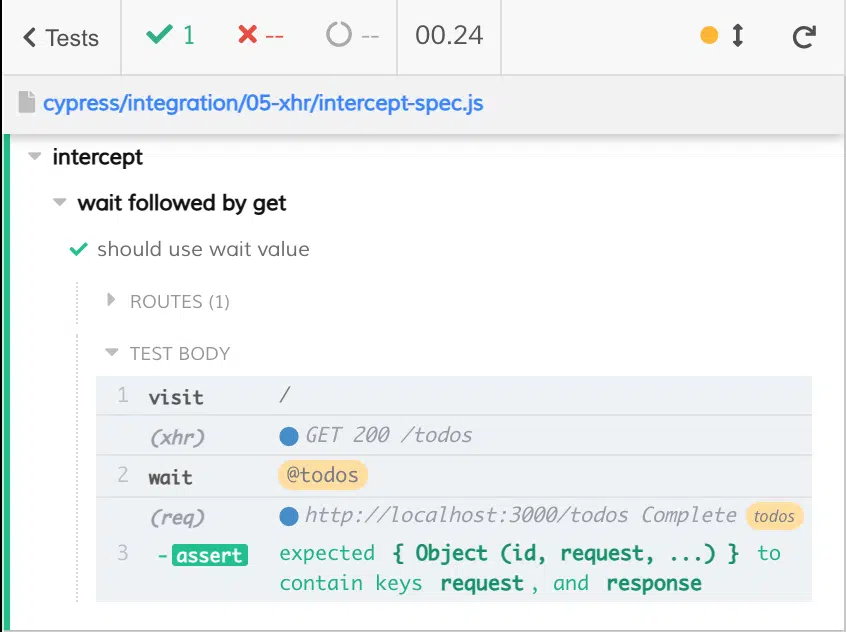 Tests 1 -- -- 00.24
cypress/integration/05-xhr/intercept-spec.js
intercept
wait followed by get
should use wait value
ROUTES (1)
TEST BODY
1 visit /
(xhr) GET 200 /todos
2 wait @todos
(req) http://localhost:3000/todos Complete todos
3 -assert expected { Object (id, request, ...) } to
contain keys request, and response